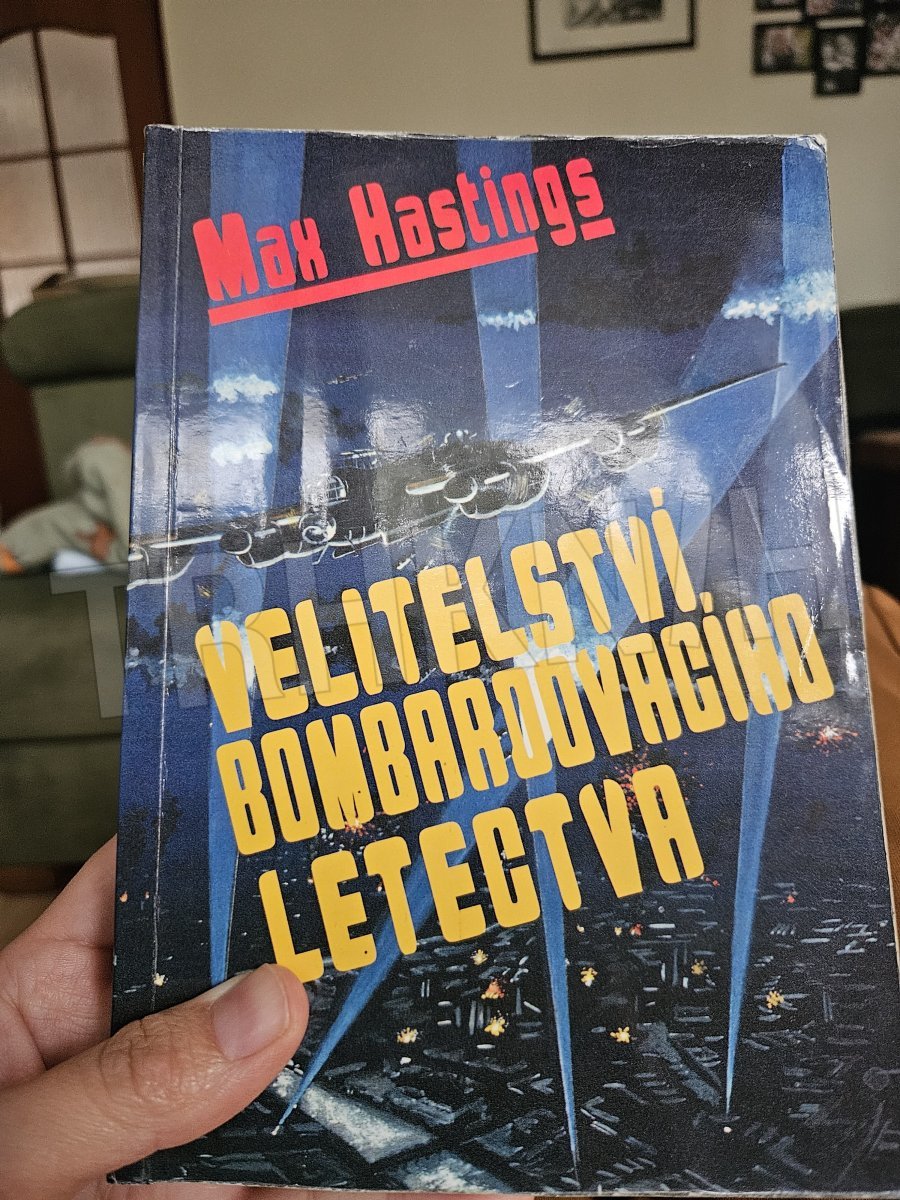 Max Hastings
VELITELSTVÍ
BOMBARDOVACÍHO
LETECTVA